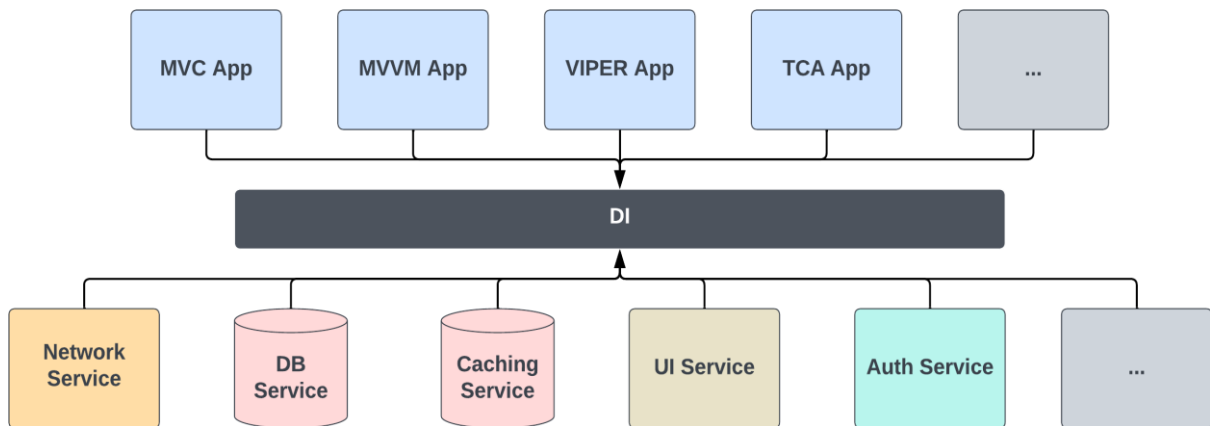 MVC App
MVVM App
VIPER App
TCA App
...
DI
Network
Service
DB
Service
Caching
Service
UI Service
Auth Service
...